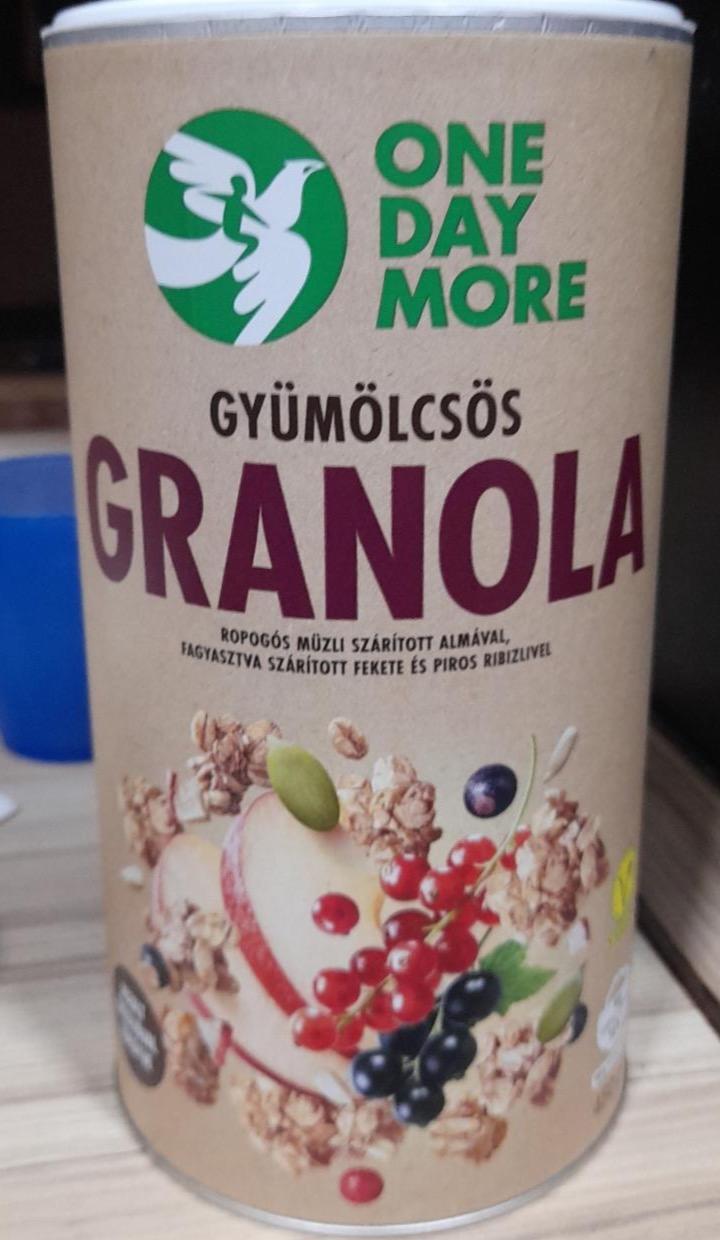 ONE
DAY
MORE
GYÜMÖLCSÖS
GRANOLA
ROPOGÓS MÜZLI SZÁRÍTOTT ALMÁVAL,
FAGYASZTVA SZÁRÍTOTT FEKETE ÉS PIROS RIBIZLIVEL